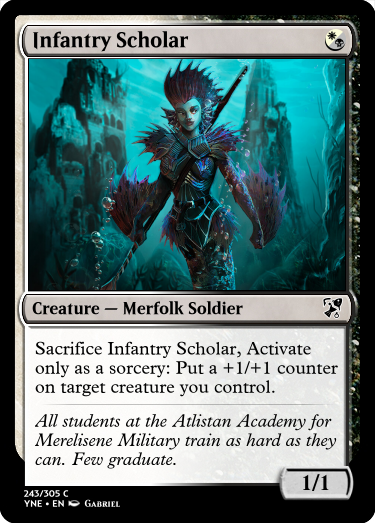 Infantry Scholar
Creature — Merfolk Soldier
Sacrifice Infantry Scholar, Activate
only as a sorcery: Put a +1/+1 counter
on target creature you control.
All students at the Atlistan Academy for
Merelisene Military train as hard as they
can. Few graduate.
1/1
243/305 C
YNE • EN Gabriel